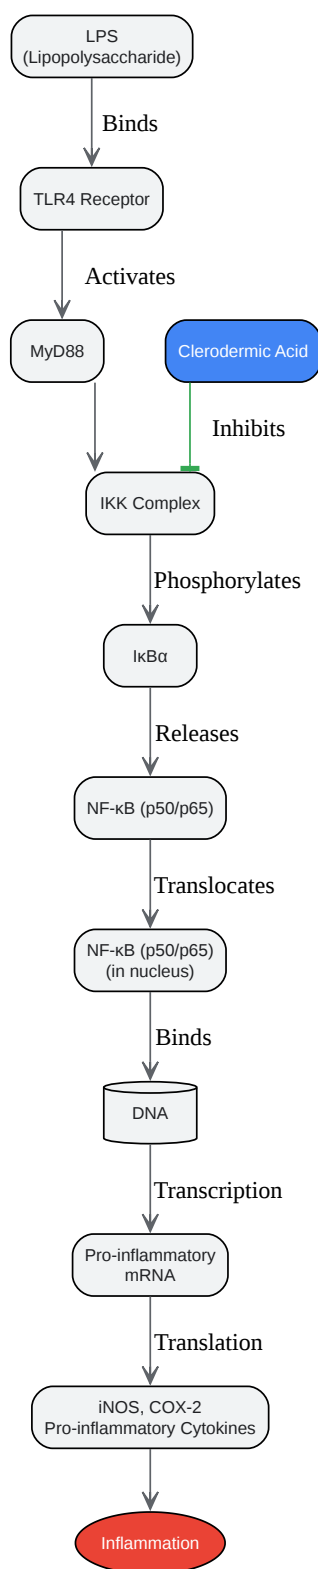 LPS
(Lipopolysaccharide)
Binds
TLR4 Receptor
Activates
MyD88
Clerodermic Acid
Inhibits
IKK Complex
Phosphorylates
IκBα
Releases
NF-κB (p50/p65)
Translocates
NF-κB (p50/p65)
(in nucleus)
Binds
DNA
Transcription
Pro-inflammatory
mRNA
Translation
iNOS, COX-2
Pro-inflammatory Cytokines
Inflammation